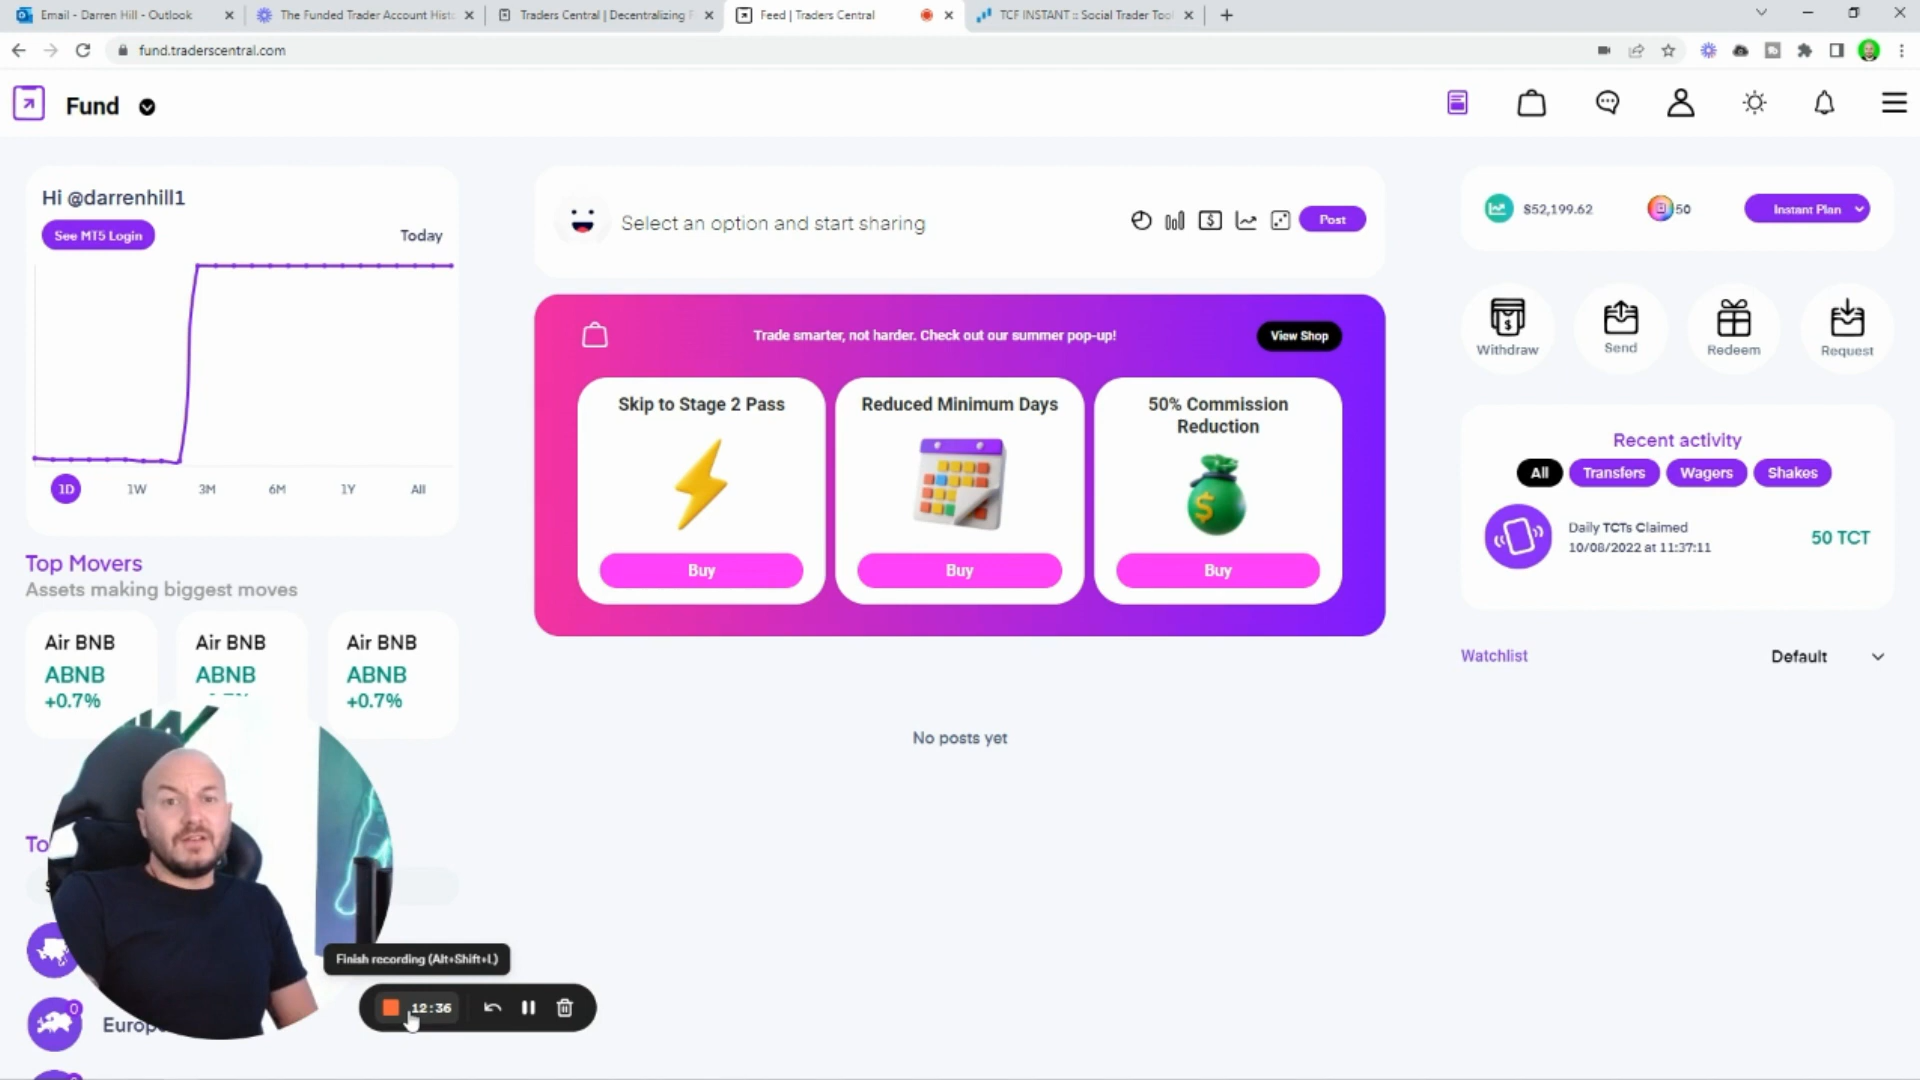 Email - Darren Hill - Outlook
The Funded Trader Account Hist
Traders Central | Decentralizing F
Feed | Traders Central
TCF INSTANT :: Social Trader Tool
fund.traderscentral.com
Fund
Hi @darrenhill1
See MT5 Login
Today
1D 1W 3M 6M 1Y All
Top Movers
Assets making biggest moves
Air BNB
ABNB
+0.7%
Air BNB
ABNB
Air BNB
ABNB
+0.7%
To
0
Europ
Select an option and start sharing
Post
Trade smarter, not harder. Check out our summer pop-up!
View Shop
Skip to Stage 2 Pass
Buy
Reduced Minimum Days
Buy
50% Commission
Reduction
Buy
No posts yet
$52,199.62
50
Instant Plan
Withdraw
Send
Redeem
Request
Recent activity
All Transfers Wagers Shakes
Daily TCTs Claimed
10/08/2022 at 11:37:11
50 TCT
Watchlist
Default
Finish recording (Alt+Shift+L)
12:36